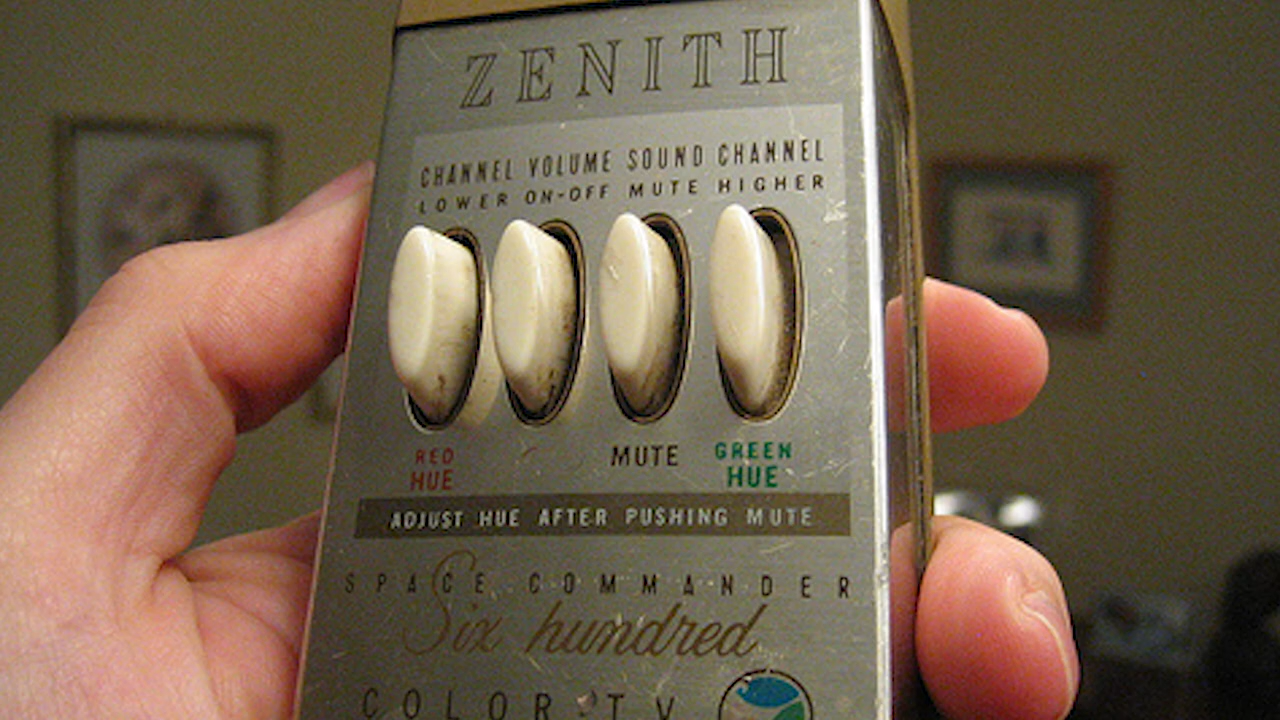 ZENITH
CHANNEL VOLUME SOUND CHANNEL
LOWER ON-OFF MUTE HIGHER
RED HUE MUTE GREEN HUE
ADJUST HUE AFTER PUSHING MUTE
SPACE COMMANDER
Six hundred
COLOR TV